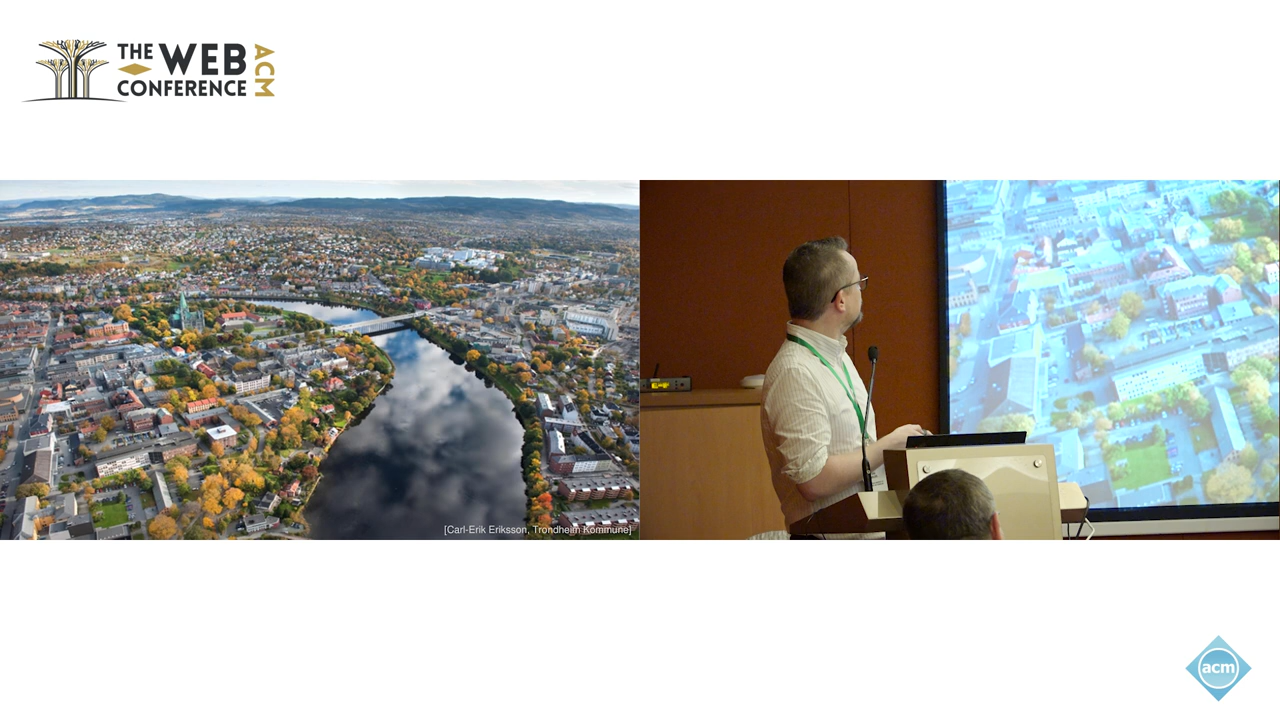 THE WEB
CONFERENCE
ACM
[Carl-Erik Eriksson, Trondheim Kommune]
acm